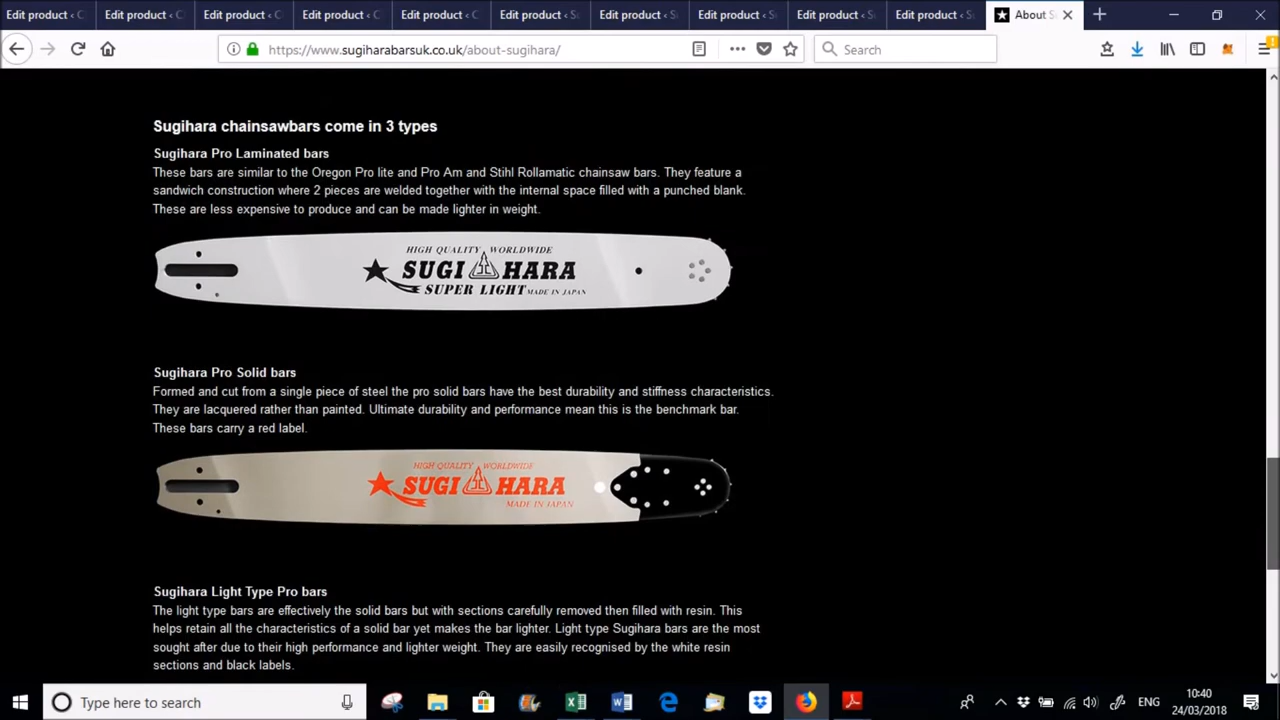 Edit product ‹ C
Edit product ‹ C
Edit product ‹ C
Edit product ‹ C
Edit product ‹ C
Edit product ‹ S
Edit product ‹ S
Edit product ‹ S
Edit product ‹ S
Edit product ‹ S
About S
https://www.sugiharabarsuk.co.uk/about-sugihara/
Search
Sugihara chainsawbars come in 3 types
Sugihara Pro Laminated bars
These bars are similar to the Oregon Pro lite and Pro Am and Stihl Rollamatic chainsaw bars. They feature a
sandwich construction where 2 pieces are welded together with the internal space filled with a punched blank.
These are less expensive to produce and can be made lighter in weight.
HIGH QUALITY WORLDWIDE
SUGI HARA
SUPER LIGHT MADE IN JAPAN
Sugihara Pro Solid bars
Formed and cut from a single piece of steel the pro solid bars have the best durability and stiffness characteristics.
They are lacquered rather than painted. Ultimate durability and performance mean this is the benchmark bar.
These bars carry a red label.
HIGH QUALITY WORLDWIDE
SUGI HARA
MADE IN JAPAN
Sugihara Light Type Pro bars
The light type bars are effectively the solid bars but with sections carefully removed then filled with resin. This
helps retain all the characteristics of a solid bar yet makes the bar lighter. Light type Sugihara bars are the most
sought after due to their high performance and lighter weight. They are easily recognised by the white resin
sections and black labels.
Type here to search
ENG
10:40
24/03/2018